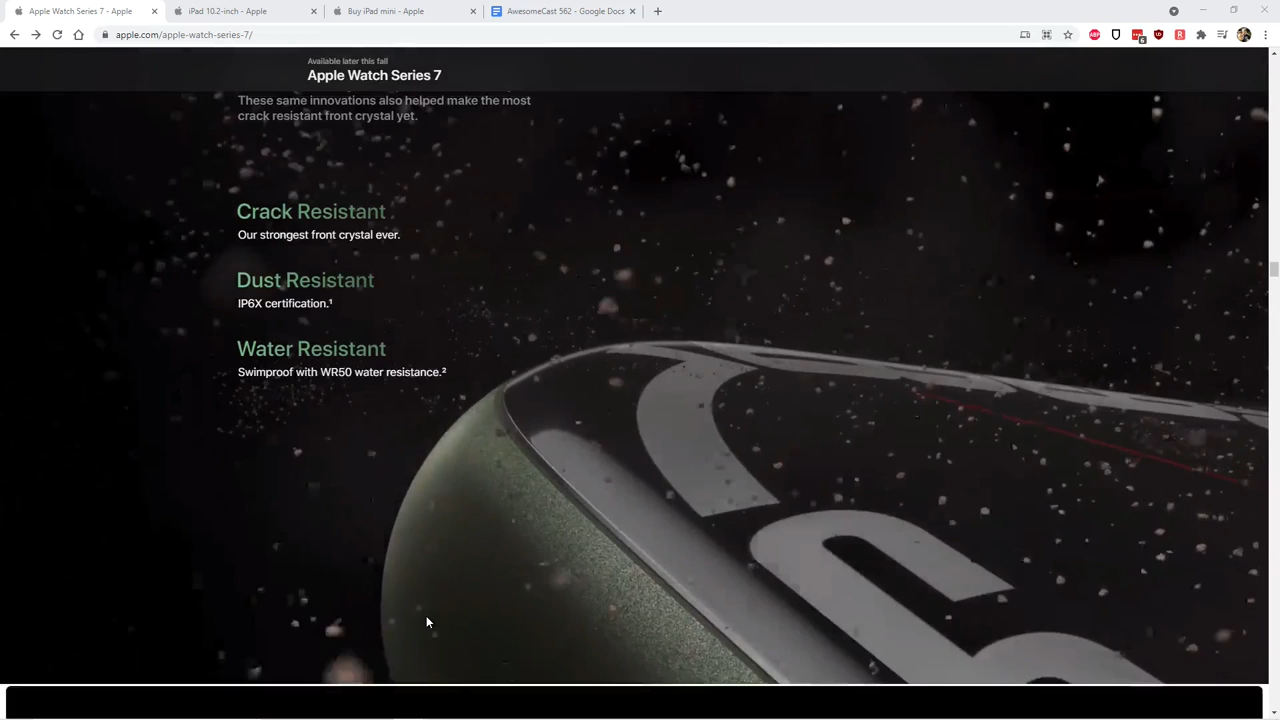 Apple Watch Series 7 - Apple
iPad 10.2-inch - Apple
Buy iPad mini - Apple
AwesomeCast 562 - Google Docs
apple.com/apple-watch-series-7/
ABP
6
Available later this fall
Apple Watch Series 7
These same innovations also helped make the most
crack resistant front crystal yet.
Crack Resistant
Our strongest front crystal ever.
Dust Resistant
IP6X certification.¹
Water Resistant
Swimproof with WR50 water resistance.²